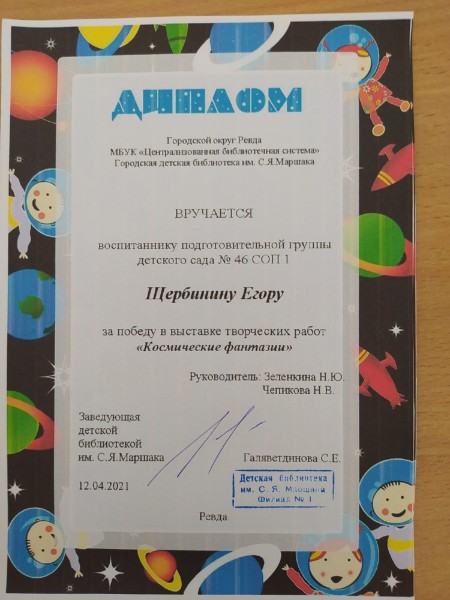 ДИПЛОМ
Городской округ Ревда
МБУК «Централизованная библиотечная система»
Городская детская библиотека им. С.Я.Маршака
ВРУЧАЕТСЯ
воспитаннику подготовительной группы
детского сада № 46 СОП 1
Щербинину Егору
за победу в выставке творческих работ
«Космические фантазии»
Руководитель: Зеленкина Н.Ю.
Чепикова Н.В.
Заведующая
детской
библиотекой
им. С.Я.Маршака
Галяветдинова С.Е.
12.04.2021
Детская библиотека
им. С. Я. Маршака
Филиал № 1
Ревда